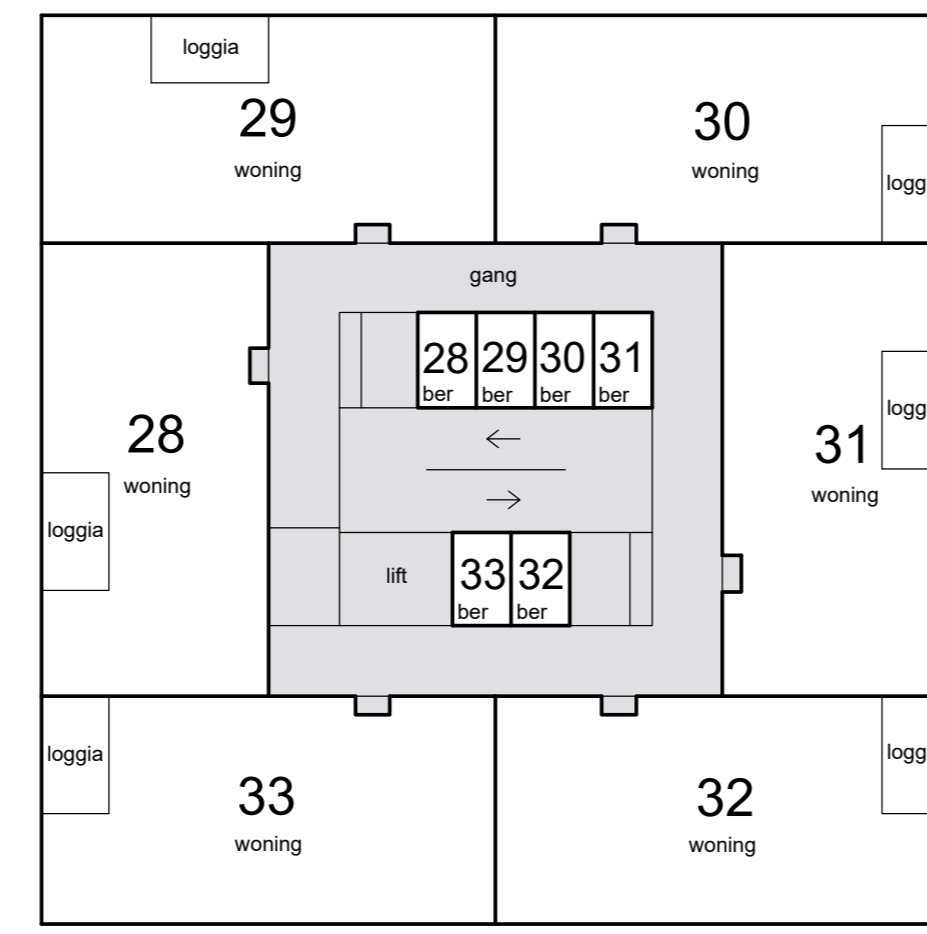 loggia
29
woning
30
woning
logg
gang
28
ber
29
ber
30
ber
31
ber
28
woning
loggia
logg
31
woning
lift
33
ber
32
ber
loggia
33
woning
logg
32
woning